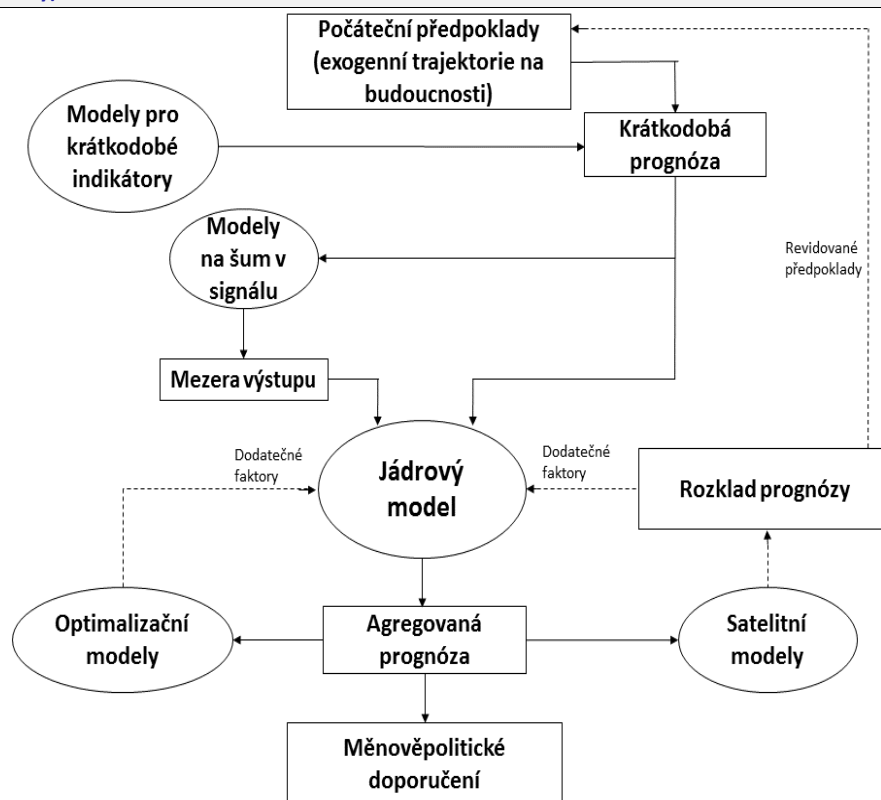 Počáteční předpoklady
(exogenní trajektorie na
budoucnosti)
Modely pro
krátkodobé
indikátory
Krátkodobá
prognóza
Modely
na šum v
signálu
Revidované
předpoklady
Mezera výstupu
Dodatečné
faktory
Jádrový
model
Dodatečné
faktory
Rozklad prognózy
Optimalizační
modely
Agregovaná
prognóza
Satelitní
modely
Měnověpolitické
doporučení